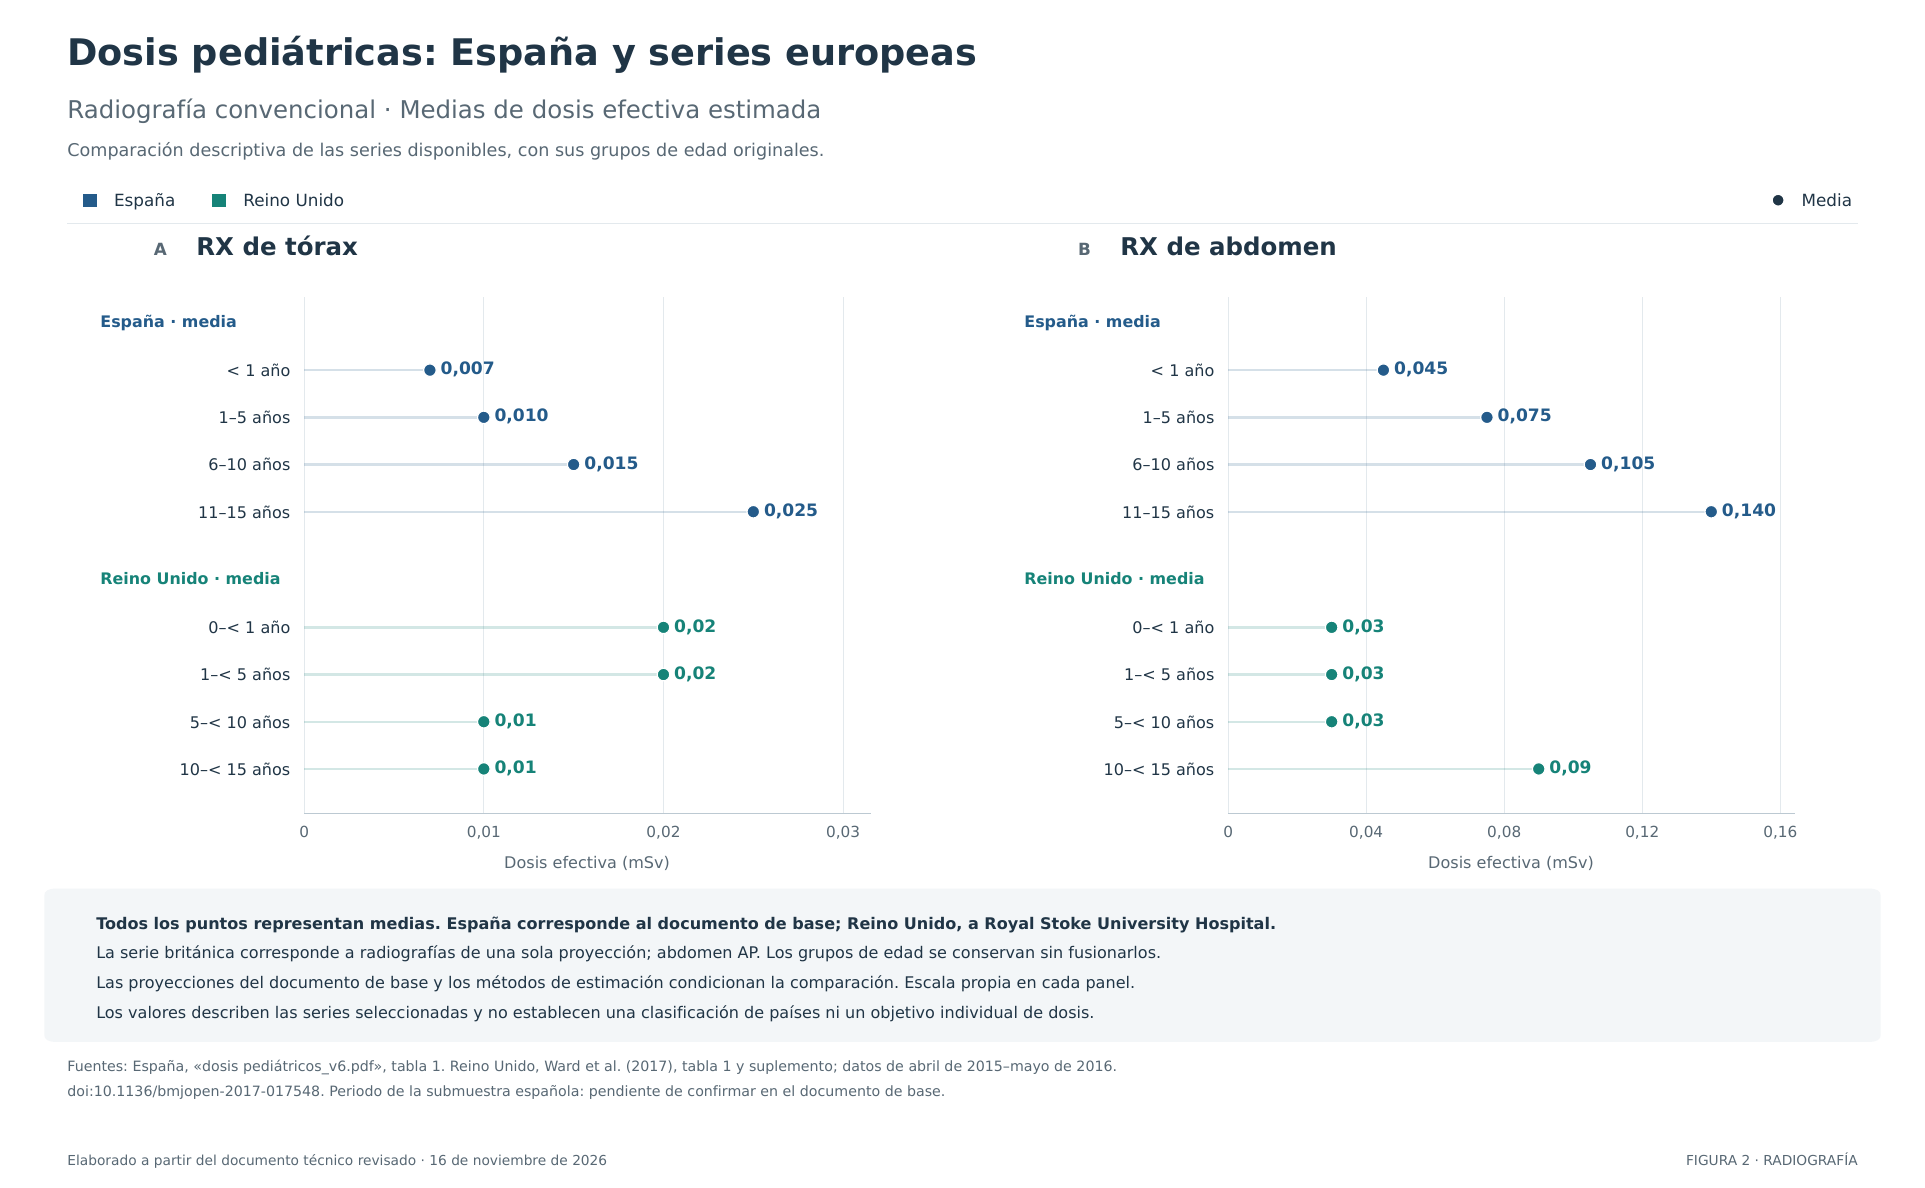 Dosis pediátricas: España y series europeas
Radiografía convencional · Medias de dosis efectiva estimada
Comparación descriptiva de las series disponibles, con sus grupos de edad originales.
España
Reino Unido
Media
A RX de tórax
España · media
< 1 año 0,007
1–5 años 0,010
6–10 años 0,015
11–15 años 0,025
Reino Unido · media
0–< 1 año 0,02
1–< 5 años 0,02
5–< 10 años 0,01
10–< 15 años 0,01
0 0,01 0,02 0,03
Dosis efectiva (mSv)
B RX de abdomen
España · media
< 1 año 0,045
1–5 años 0,075
6–10 años 0,105
11–15 años 0,140
Reino Unido · media
0–< 1 año 0,03
1–< 5 años 0,03
5–< 10 años 0,03
10–< 15 años 0,09
0 0,04 0,08 0,12 0,16
Dosis efectiva (mSv)
Todos los puntos representan medias. España corresponde al documento de base; Reino Unido, a Royal Stoke University Hospital.
La serie británica corresponde a radiografías de una sola proyección; abdomen AP. Los grupos de edad se conservan sin fusionarlos.
Las proyecciones del documento de base y los métodos de estimación condicionan la comparación. Escala propia en cada panel.
Los valores describen las series seleccionadas y no establecen una clasificación de países ni un objetivo individual de dosis.
Fuentes: España, «dosis pediátricos_v6.pdf», tabla 1. Reino Unido, Ward et al. (2017), tabla 1 y suplemento; datos de abril de 2015–mayo de 2016.
doi:10.1136/bmjopen-2017-017548. Periodo de la submuestra española: pendiente de confirmar en el documento de base.
Elaborado a partir del documento técnico revisado · 16 de noviembre de 2026
FIGURA 2 · RADIOGRAFÍA